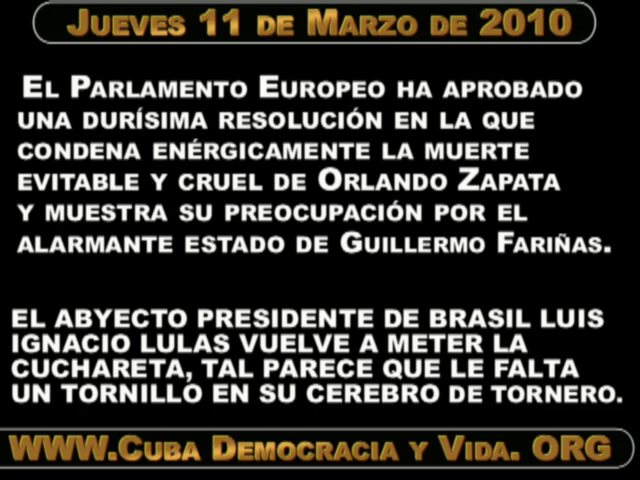 JUEVES 11 DE MARZO DE 2010
EL PARLAMENTO EUROPEO HA APROBADO
UNA DURÍSIMA RESOLUCIÓN EN LA QUE
CONDENA ENÉRGICAMENTE LA MUERTE
EVITABLE Y CRUEL DE ORLANDO ZAPATA
Y MUESTRA SU PREOCUPACIÓN POR EL
ALARMANTE ESTADO DE GUILLERMO FARIÑAS.
EL ABYECTO PRESIDENTE DE BRASIL LUIS
IGNACIO LULAS VUELVE A METER LA
CUCHARETA, TAL PARECE QUE LE FALTA
UN TORNILLO EN SU CEREBRO DE TORNERO.
WWW.CUBA DEMOCRACIA Y VIDA. ORG